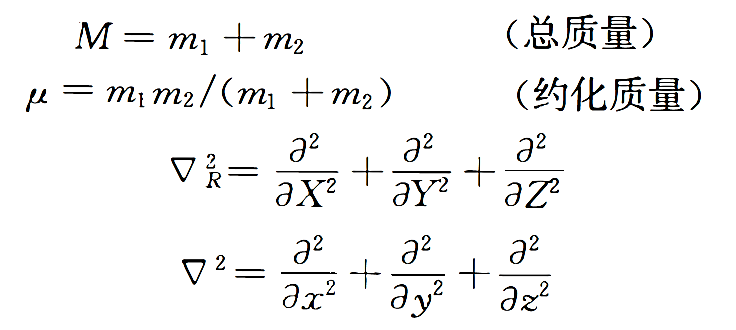 M = m₁ + m₂ （总质量）
μ = m₁m₂/(m₁ + m₂) （约化质量）
∇²_R = ∂²/∂X² + ∂²/∂Y² + ∂²/∂Z²
∇² = ∂²/∂x² + ∂²/∂y² + ∂²/∂z²